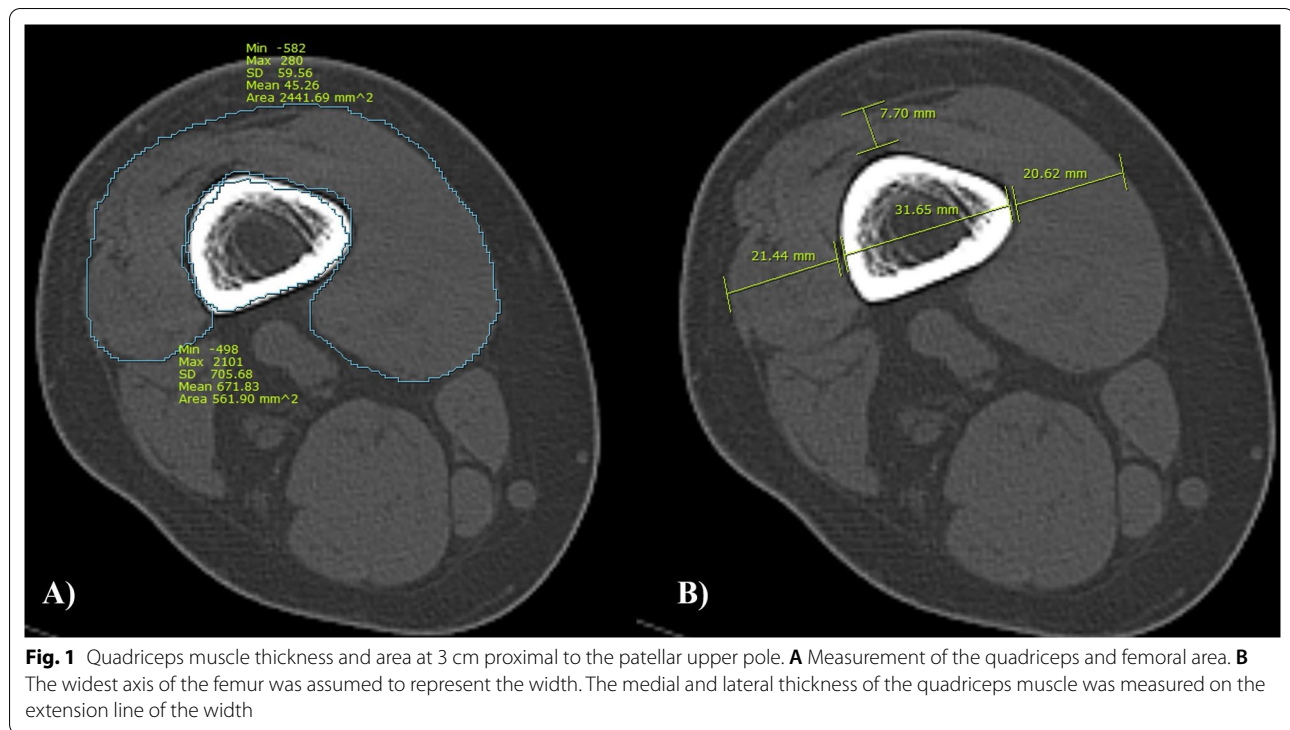 Min -582
Max 280
SD 59.56
Mean 45.26
Area 2441.69 mm^2
Min -498
Max 2101
SD 705.68
Mean 671.83
Area 561.90 mm^2
A)
7.70 mm
20.62 mm
31.65 mm
21.44 mm
B)
Fig. 1 Quadriceps muscle thickness and area at 3 cm proximal to the patellar upper pole. A Measurement of the quadriceps and femoral area. B
The widest axis of the femur was assumed to represent the width. The medial and lateral thickness of the quadriceps muscle was measured on the
extension line of the width